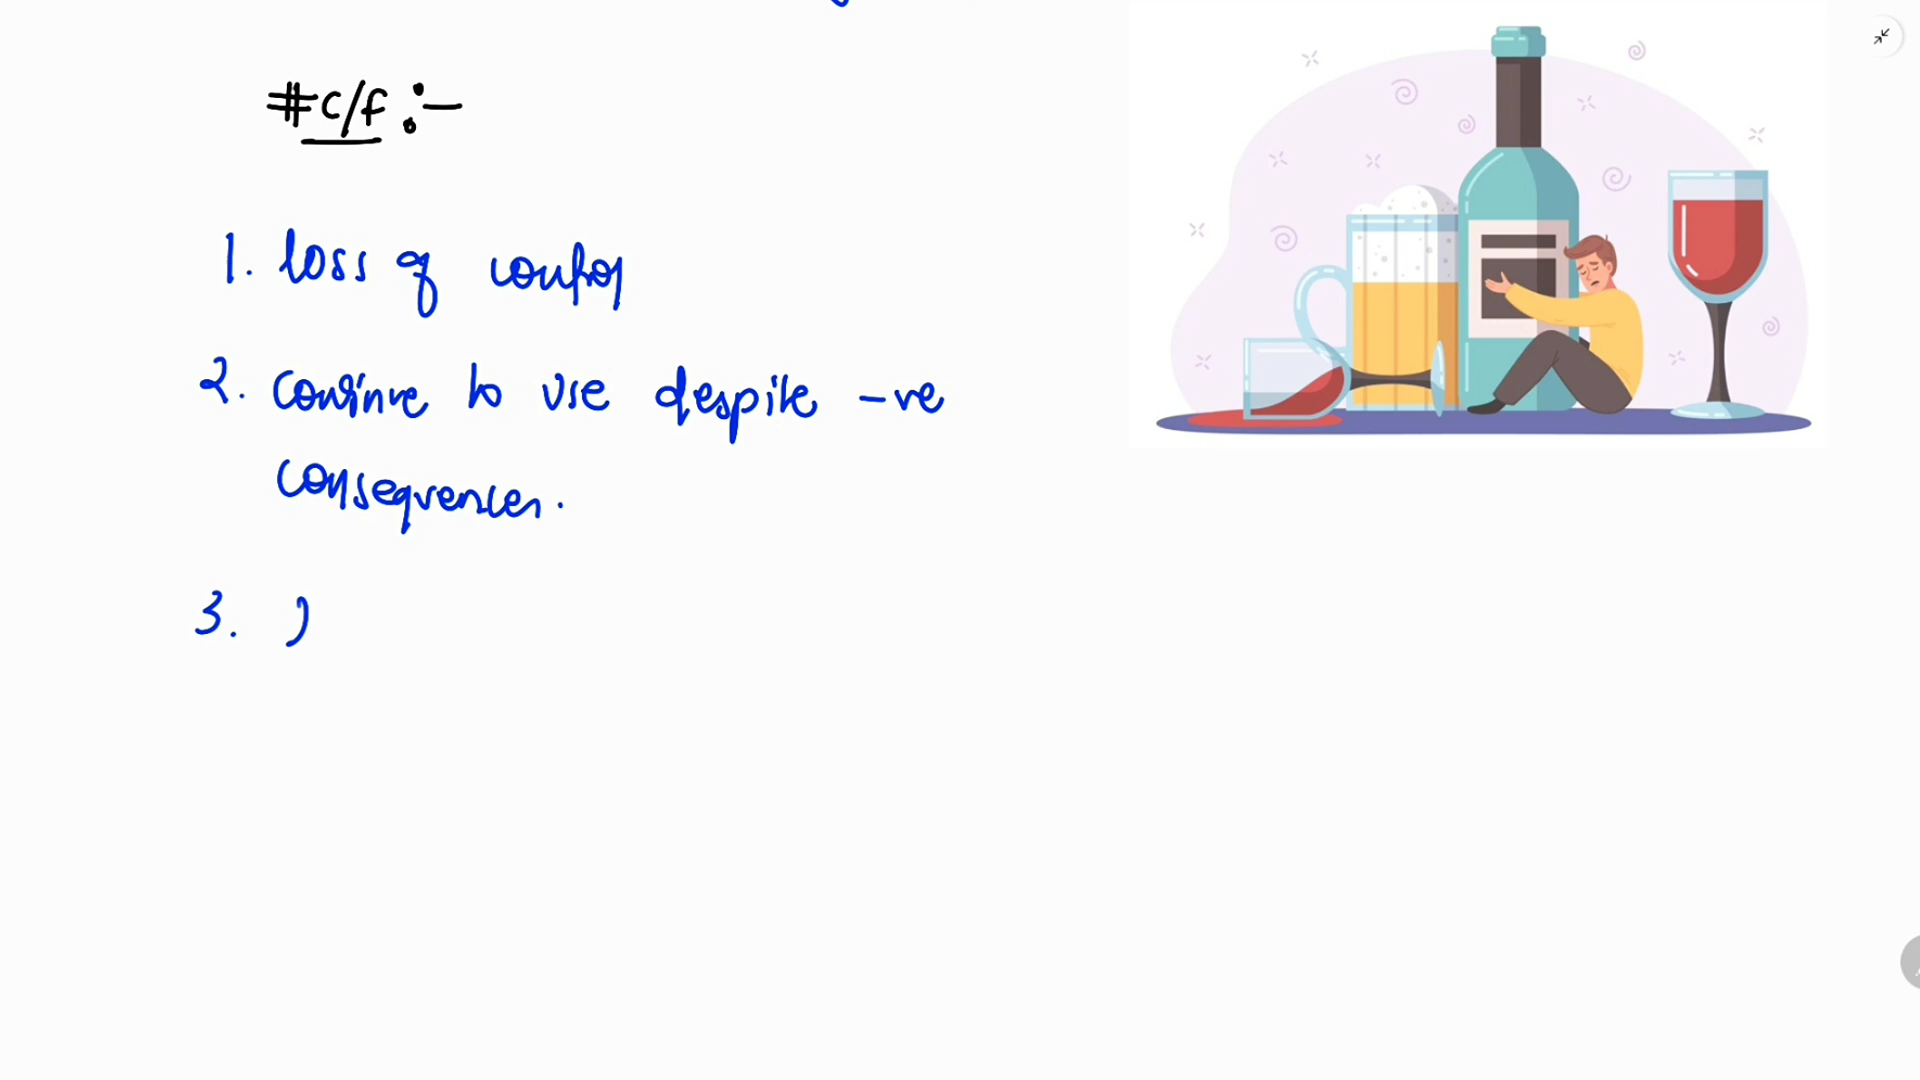 #c/f :-
1. loss of control
2. continue to use despite -ve
consequences.
3.